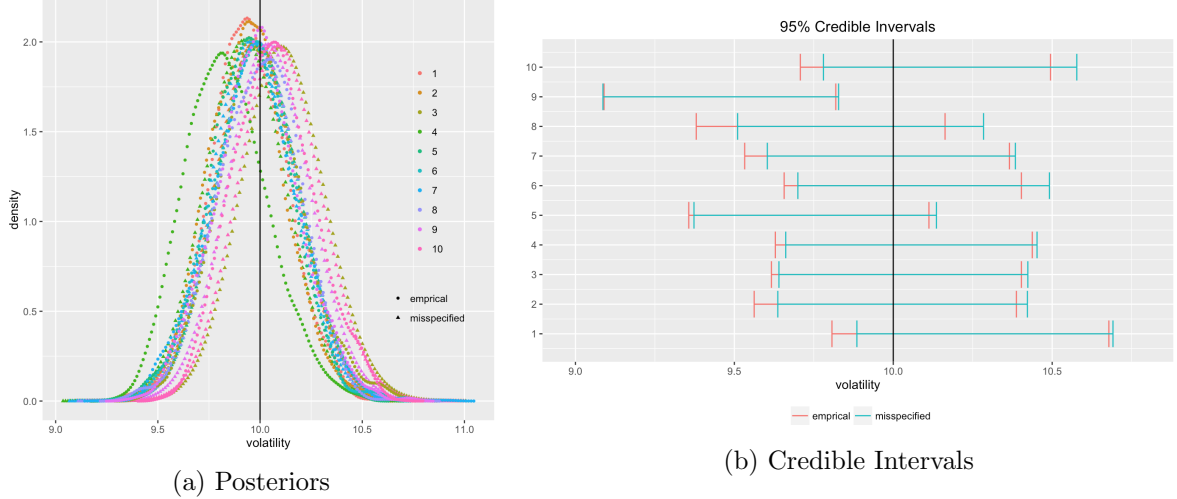 2.0
1.5
1.0
0.5
0.0
density
9.0 9.5 10.0 10.5 11.0
volatility
1
2
3
4
5
6
7
8
9
10
emprical
misspecified
(a) Posteriors
95% Credible Invervals
10
9
8
7
6
5
4
3
2
1
9.0 9.5 10.0 10.5
volatility
emprical misspecified
(b) Credible Intervals